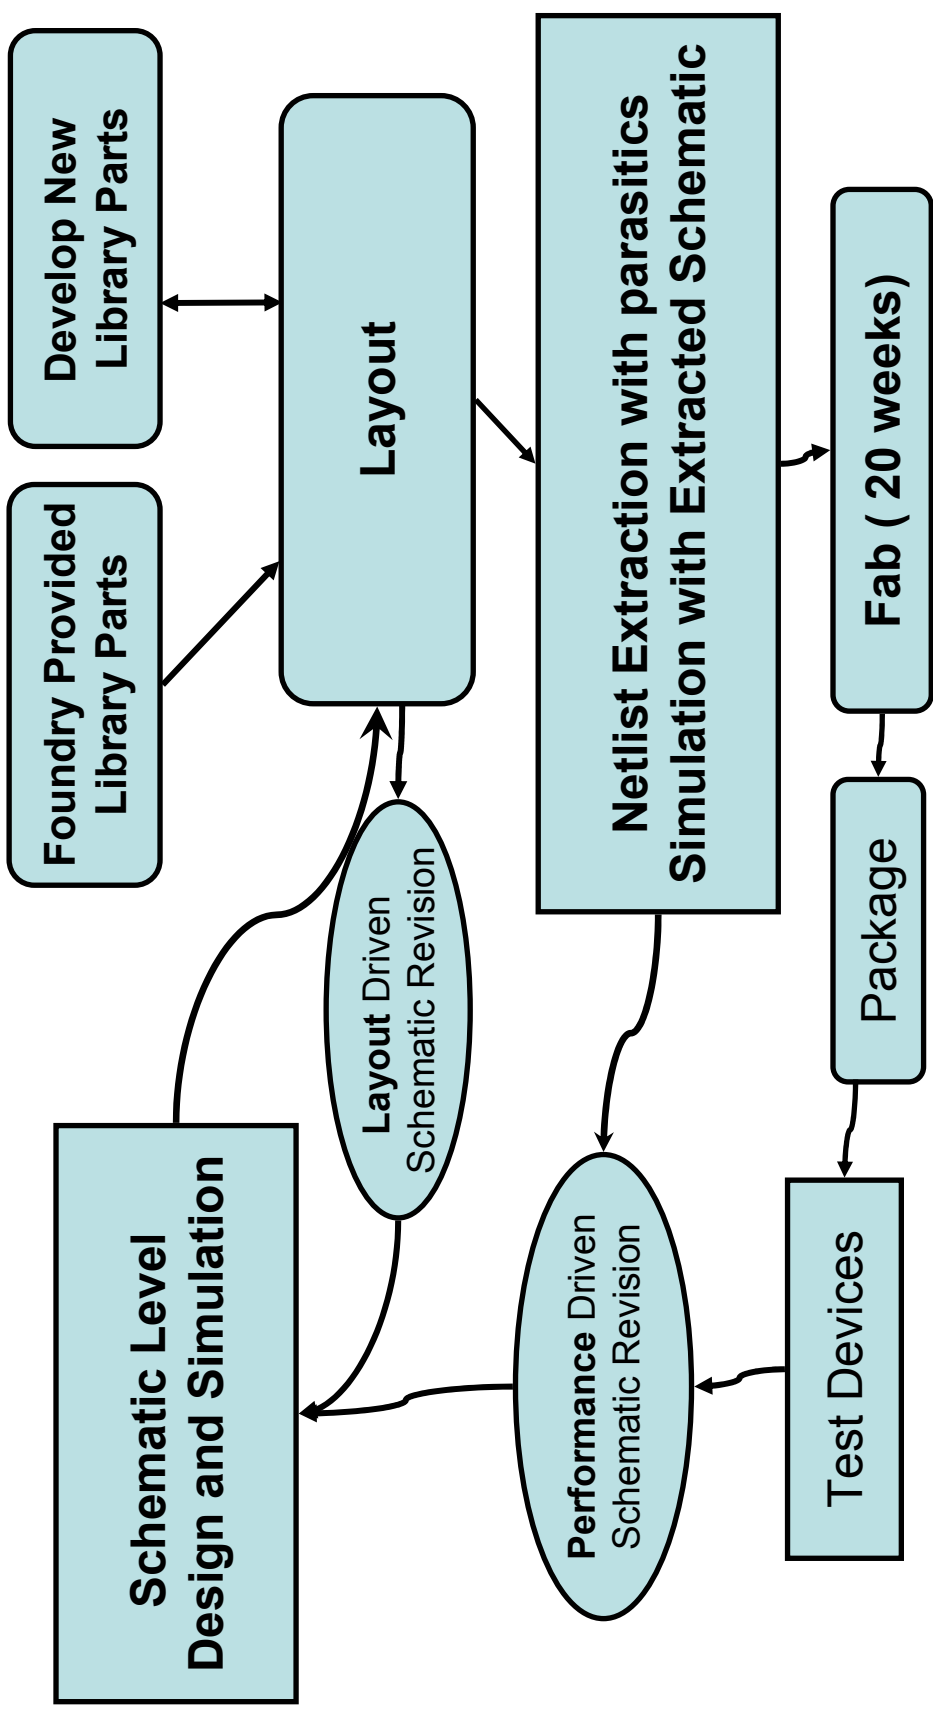 Schematic Level
Design and Simulation
Foundry Provided
Library Parts
Develop New
Library Parts
Layout
Layout Driven
Schematic Revision
Netlist Extraction with parasitics
Simulation with Extracted Schematic
Performance Driven
Schematic Revision
Test Devices
Package
Fab ( 20 weeks)